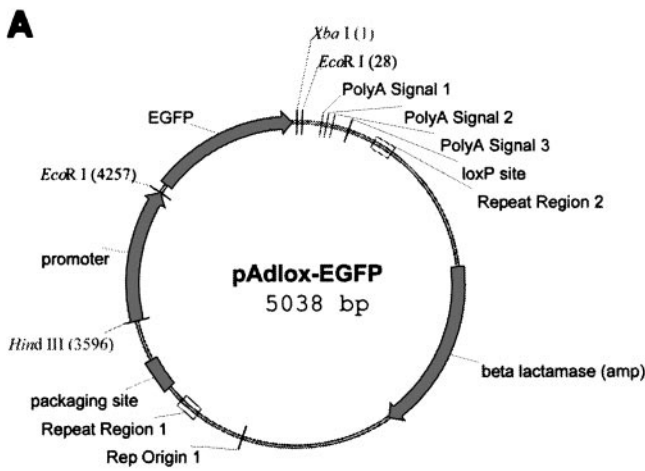 A
Xba I (1)
EcoR I (28)
PolyA Signal 1
PolyA Signal 2
PolyA Signal 3
loxP site
Repeat Region 2
EGFP
EcoR I (4257)
promoter
pAdlox-EGFP
5038 bp
Hind III (3596)
beta lactamase (amp)
packaging site
Repeat Region 1
Rep Origin 1